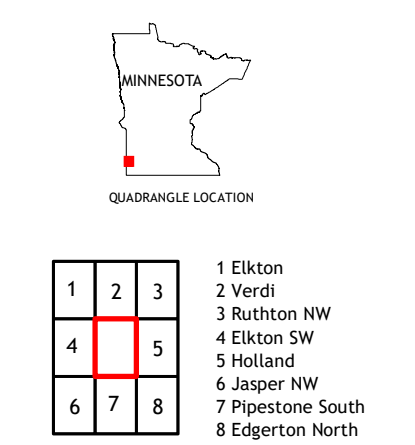 MINNESOTA
QUADRANGLE LOCATION
1 2 3
4 5
6 7 8
1 Elkton
2 Verdi
3 Ruthton NW
4 Elkton SW
5 Holland
6 Jasper NW
7 Pipestone South
8 Edgerton North